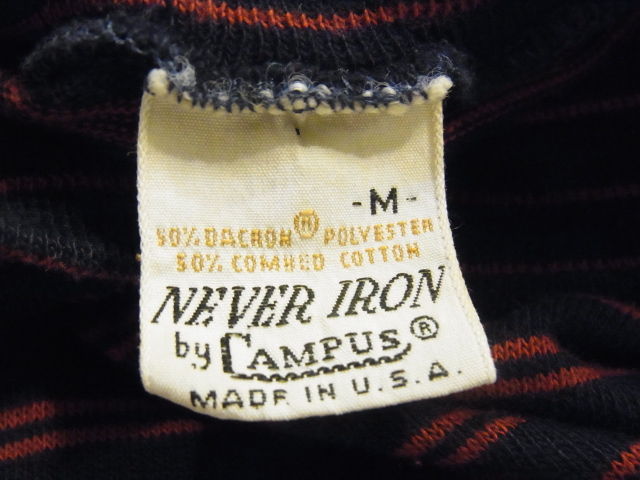 -M-
50% DACRON Ⓜ POLYESTER
50% COMBED COTTON
NEVER IRON
by CAMPUS®
MADE IN U.S.A.